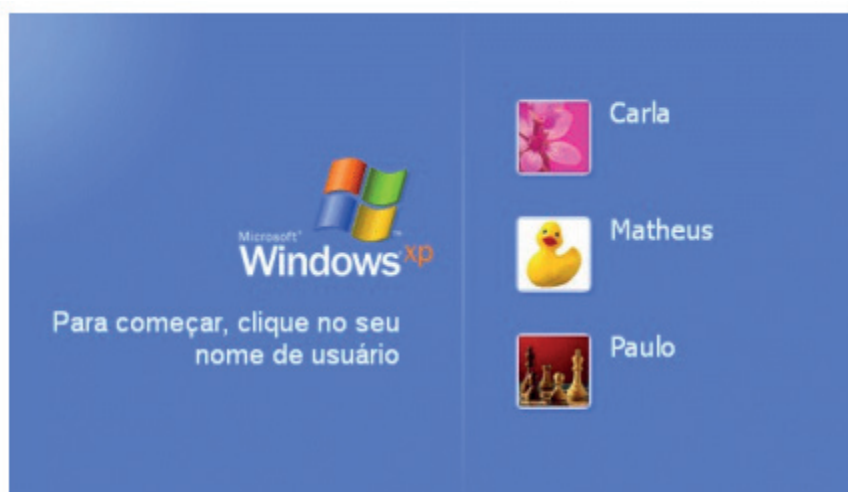 Microsoft®
Windows xp
Para começar, clique no seu
nome de usuário
Carla
Matheus
Paulo